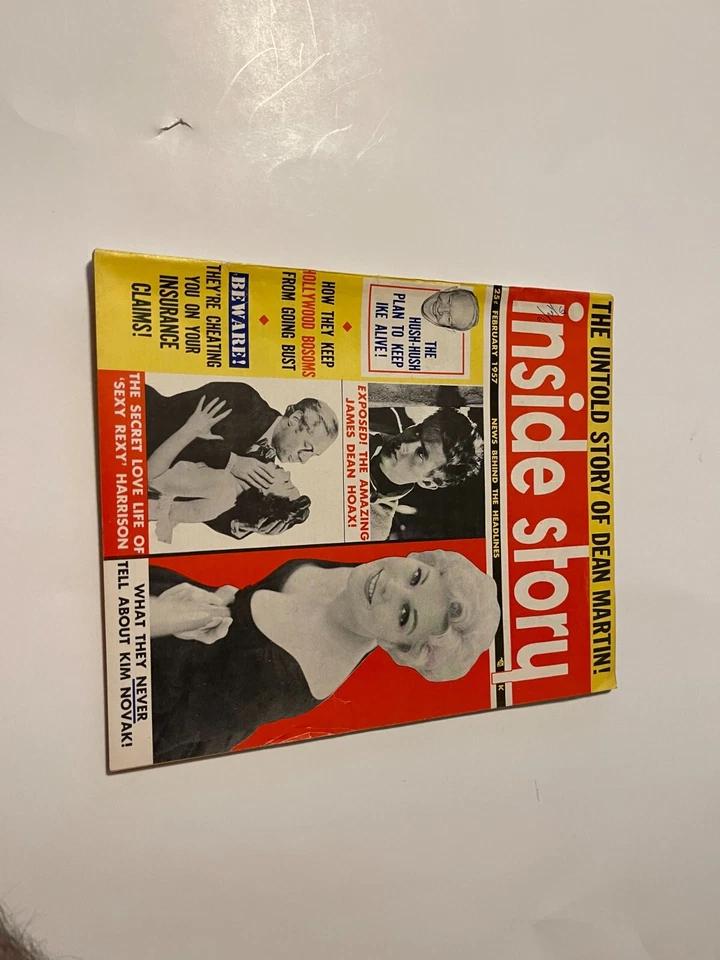 THE UNTOLD STORY OF DEAN MARTIN!
inside story
25¢ FEBRUARY 1957
NEWS BEHIND THE HEADLINES
K
THE
HUSH-HUSH
PLAN TO KEEP
IKE ALIVE!
HOW THEY KEEP
HOLLYWOOD BOSOMS
FROM GOING BUST
BEWARE!
THEY'RE CHEATING
YOU ON YOUR
INSURANCE
CLAIMS!
EXPOSED! THE AMAZING
JAMES DEAN HOAX!
THE SECRET LOVE LIFE OF
'SEXY REXY' HARRISON
WHAT THEY NEVER
TELL ABOUT KIM NOVAK!